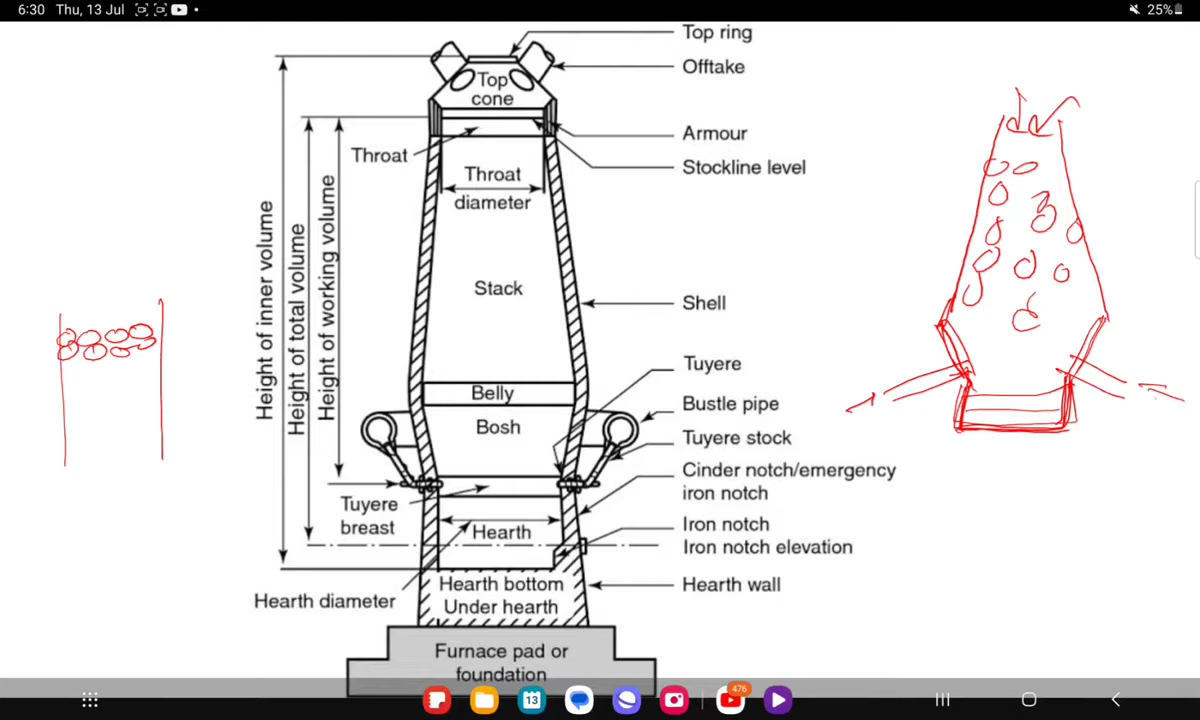 6:30 Thu, 13 Jul
25%
Top ring
Offtake
Top
cone
Armour
Throat
Stockline level
Throat
diameter
Height of inner volume
Height of total volume
Height of working volume
Stack
Shell
Tuyere
Belly
Bustle pipe
Bosh
Tuyere stock
Cinder notch/emergency
iron notch
Tuyere
breast
Iron notch
Hearth
Iron notch elevation
Hearth bottom
Hearth wall
Hearth diameter
Under hearth
Furnace pad or
foundation
13
476